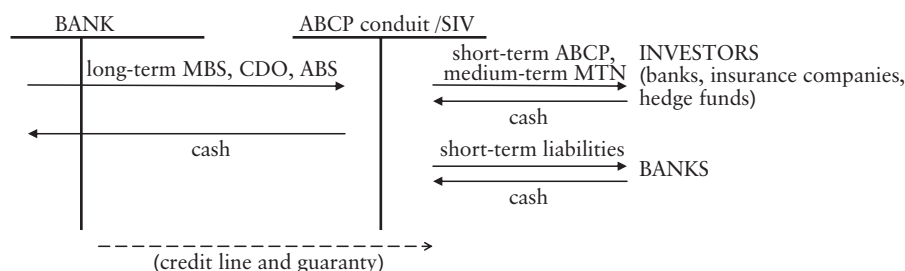 BANK
ABCP conduit /SIV
long-term MBS, CDO, ABS
cash
short-term ABCP,
medium-term MTN
cash
INVESTORS
(banks, insurance companies,
hedge funds)
short-term liabilities
cash
BANKS
(credit line and guaranty)